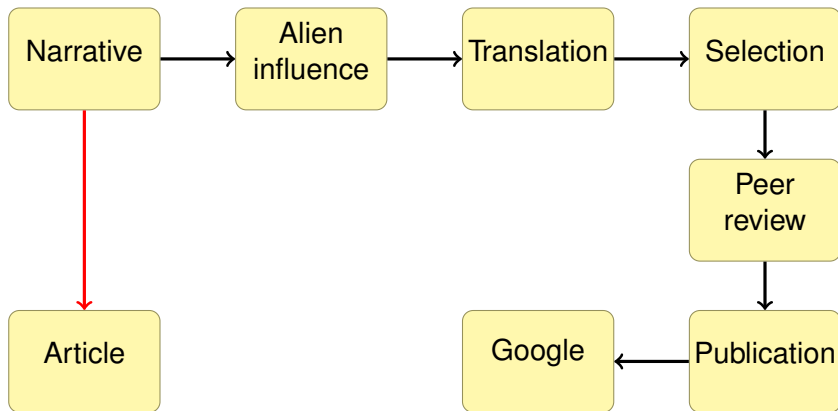 Narrative
Alien
influence
Translation
Selection
Peer
review
Article
Google
Publication